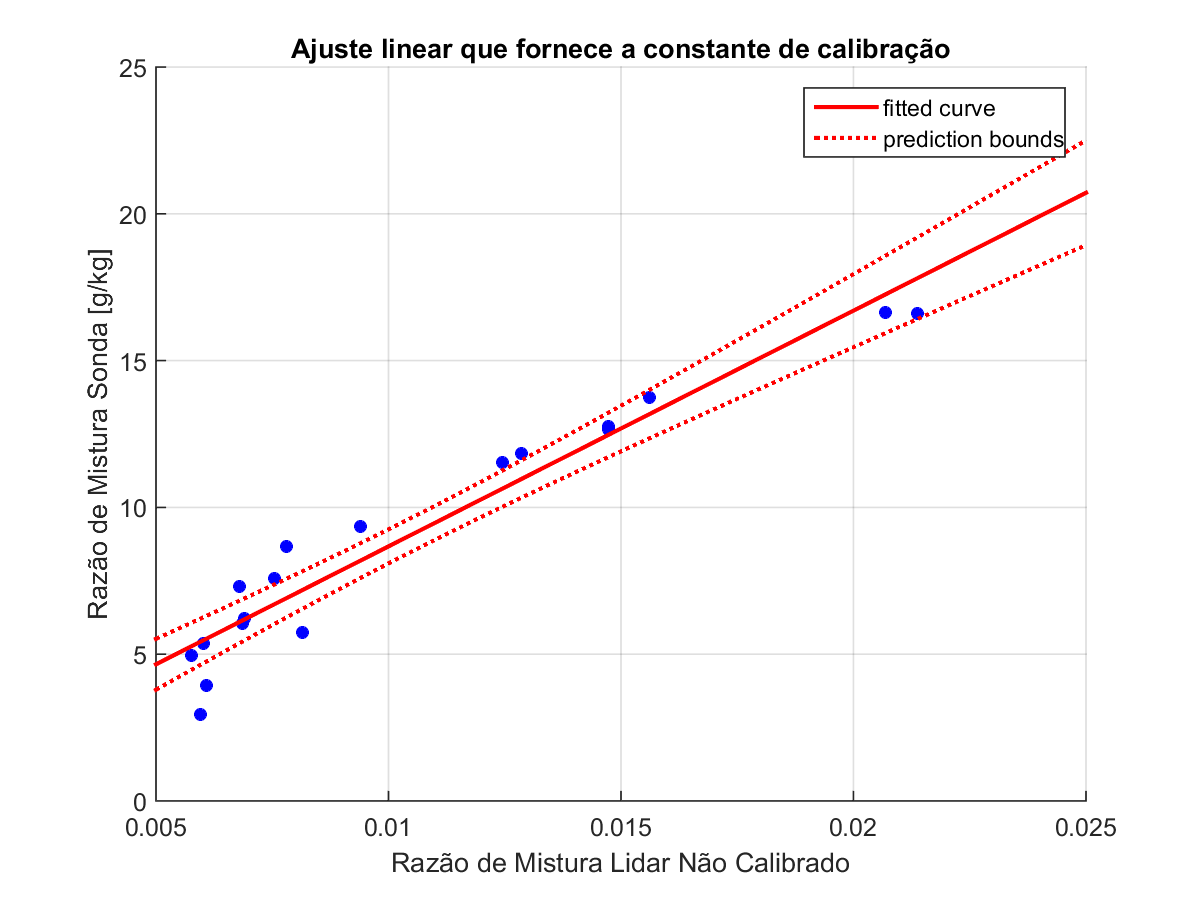 Ajuste linear que fornece a constante de calibração
fitted curve
prediction bounds
Razão de Mistura Sonda [g/kg]
25
20
15
10
5
0
0.005
0.01
0.015
0.02
0.025
Razão de Mistura Lidar Não Calibrado